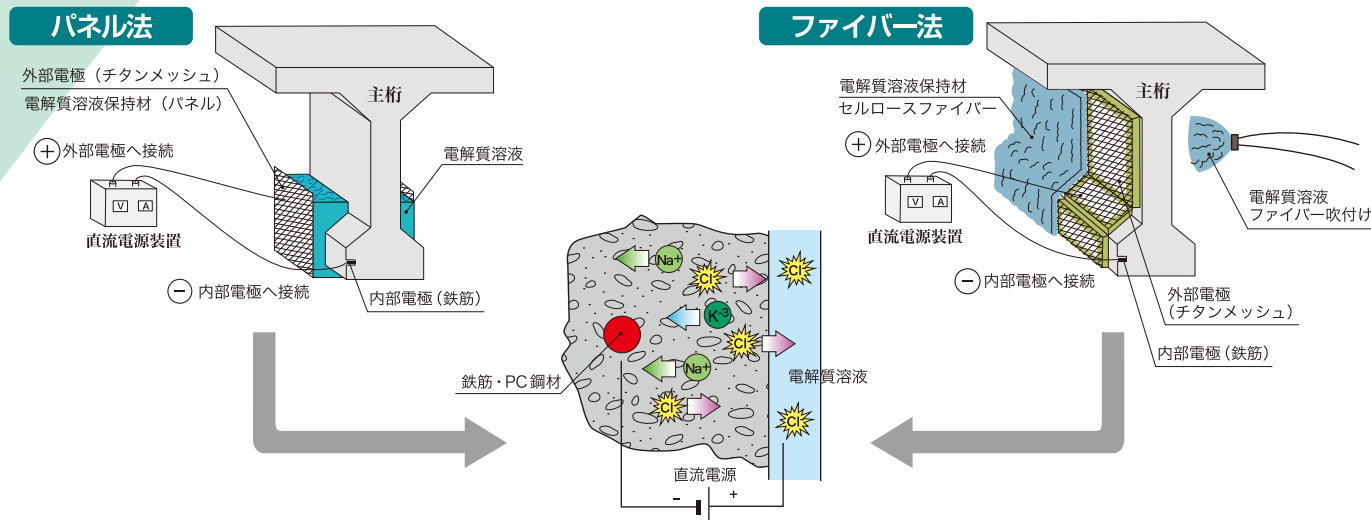 パネル法
外部電極(チタンメッシュ)
電解質溶液保持材(パネル)
+ 外部電極へ接続
V A
直流電源装置
− 内部電極へ接続
主桁
電解質溶液
内部電極(鉄筋)
ファイバー法
電解質溶液保持材
セルロースファイバー
+ 外部電極へ接続
V A
直流電源装置
− 内部電極へ接続
主桁
電解質溶液
ファイバー吹付け
外部電極
(チタンメッシュ)
内部電極(鉄筋)
Na+
Cl-
Cl-
K-3
Cl-
Na+
Cl-
Cl-
鉄筋・PC鋼材
電解質溶液
直流電源
− +